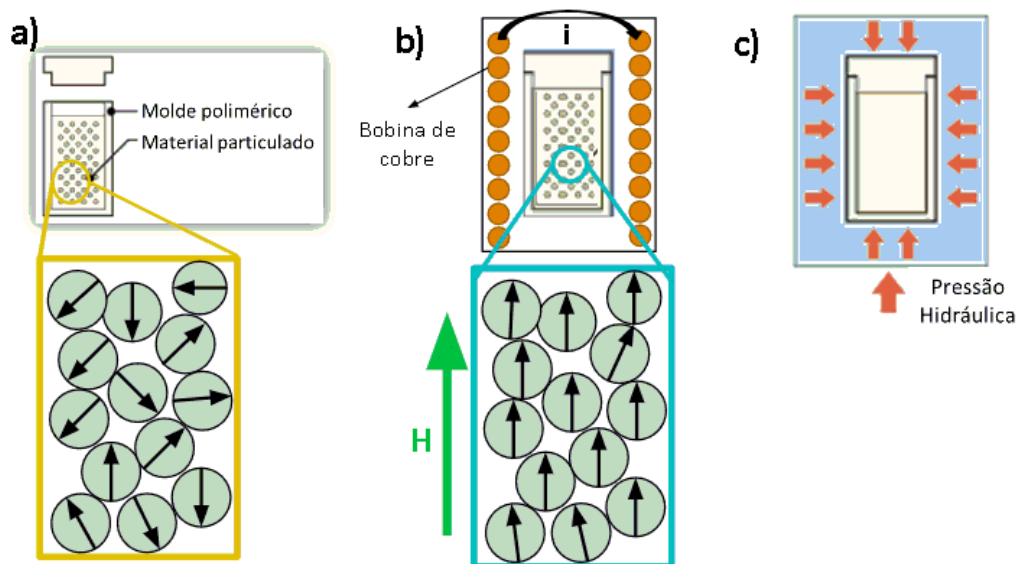 a)
Molde polimérico
Material particulado
b)
i
Bobina de
cobre
H
c)
Pressão
Hidráulica